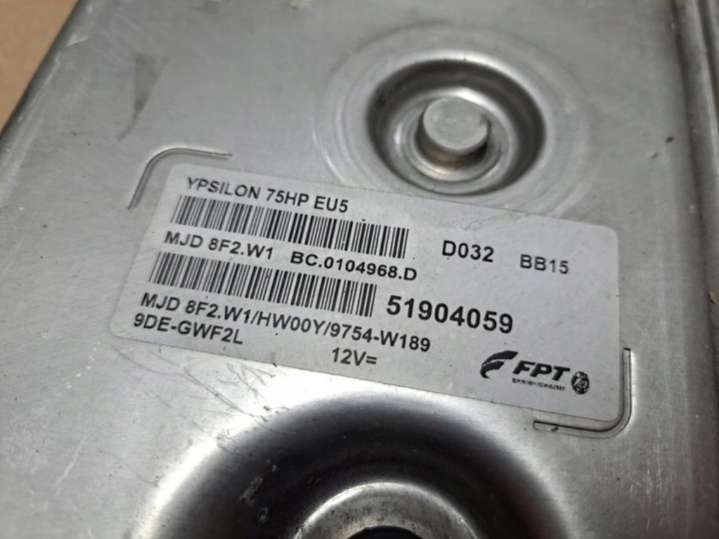 YPSILON 75HP EU5
D032 BB15
MJD 8F2.W1 BC.0104968.D
51904059
MJD 8F2.W1/HW00Y/9754-W189
9DE-GWF2L
12V=
FPT